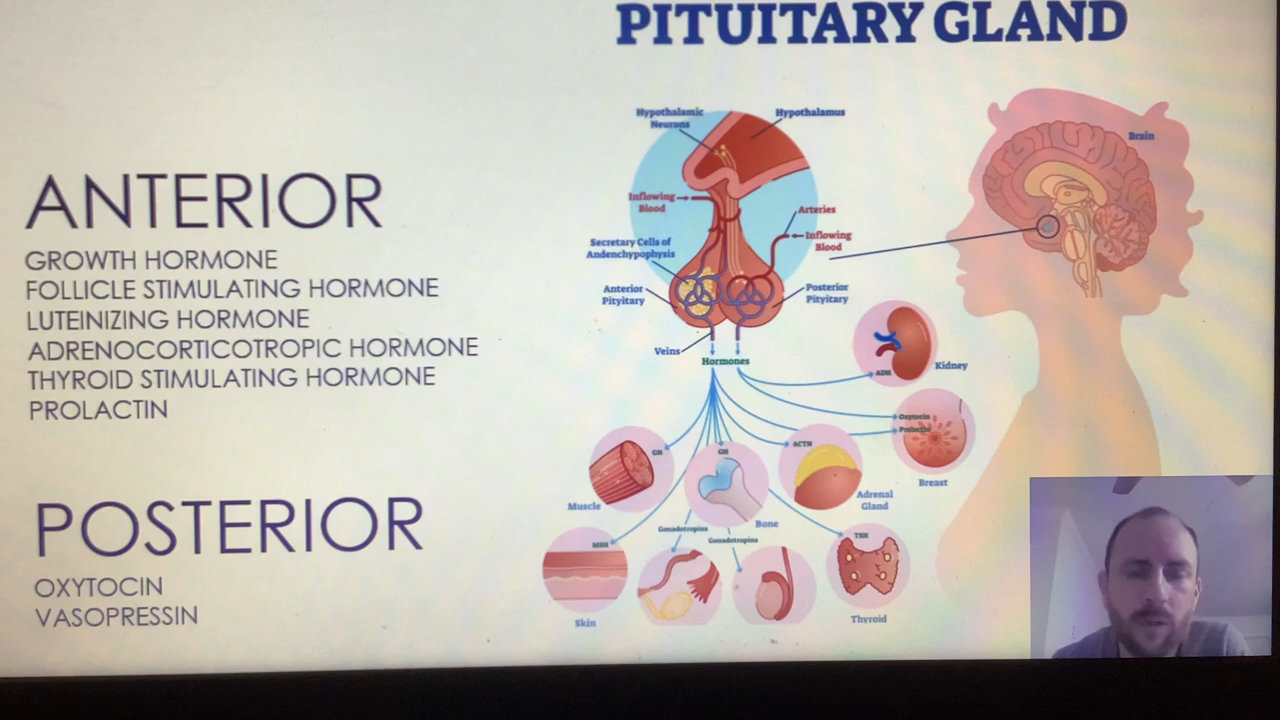 PITUITARY GLAND
ANTERIOR
GROWTH HORMONE
FOLLICLE STIMULATING HORMONE
LUTEINIZING HORMONE
ADRENOCORTICOTROPIC HORMONE
THYROID STIMULATING HORMONE
PROLACTIN
POSTERIOR
OXYTOCIN
VASOPRESSIN
Hypothalamic
Neurons
Hypothalamus
Brain
Inflowing
Blood
Arteries
Inflowing
Blood
Secretary Cells of
Andenchypophysis
Anterior
Pityitary
Posterior
Pityitary
Veins
Hormones
ADH
Kidney
Oxytocin
Prolactin
Breast
GH
Muscle
GH
Bone
ACTH
Adrenal
Gland
MSH
Skin
Gonadotropins
Gonadotropins
TSH
Thyroid